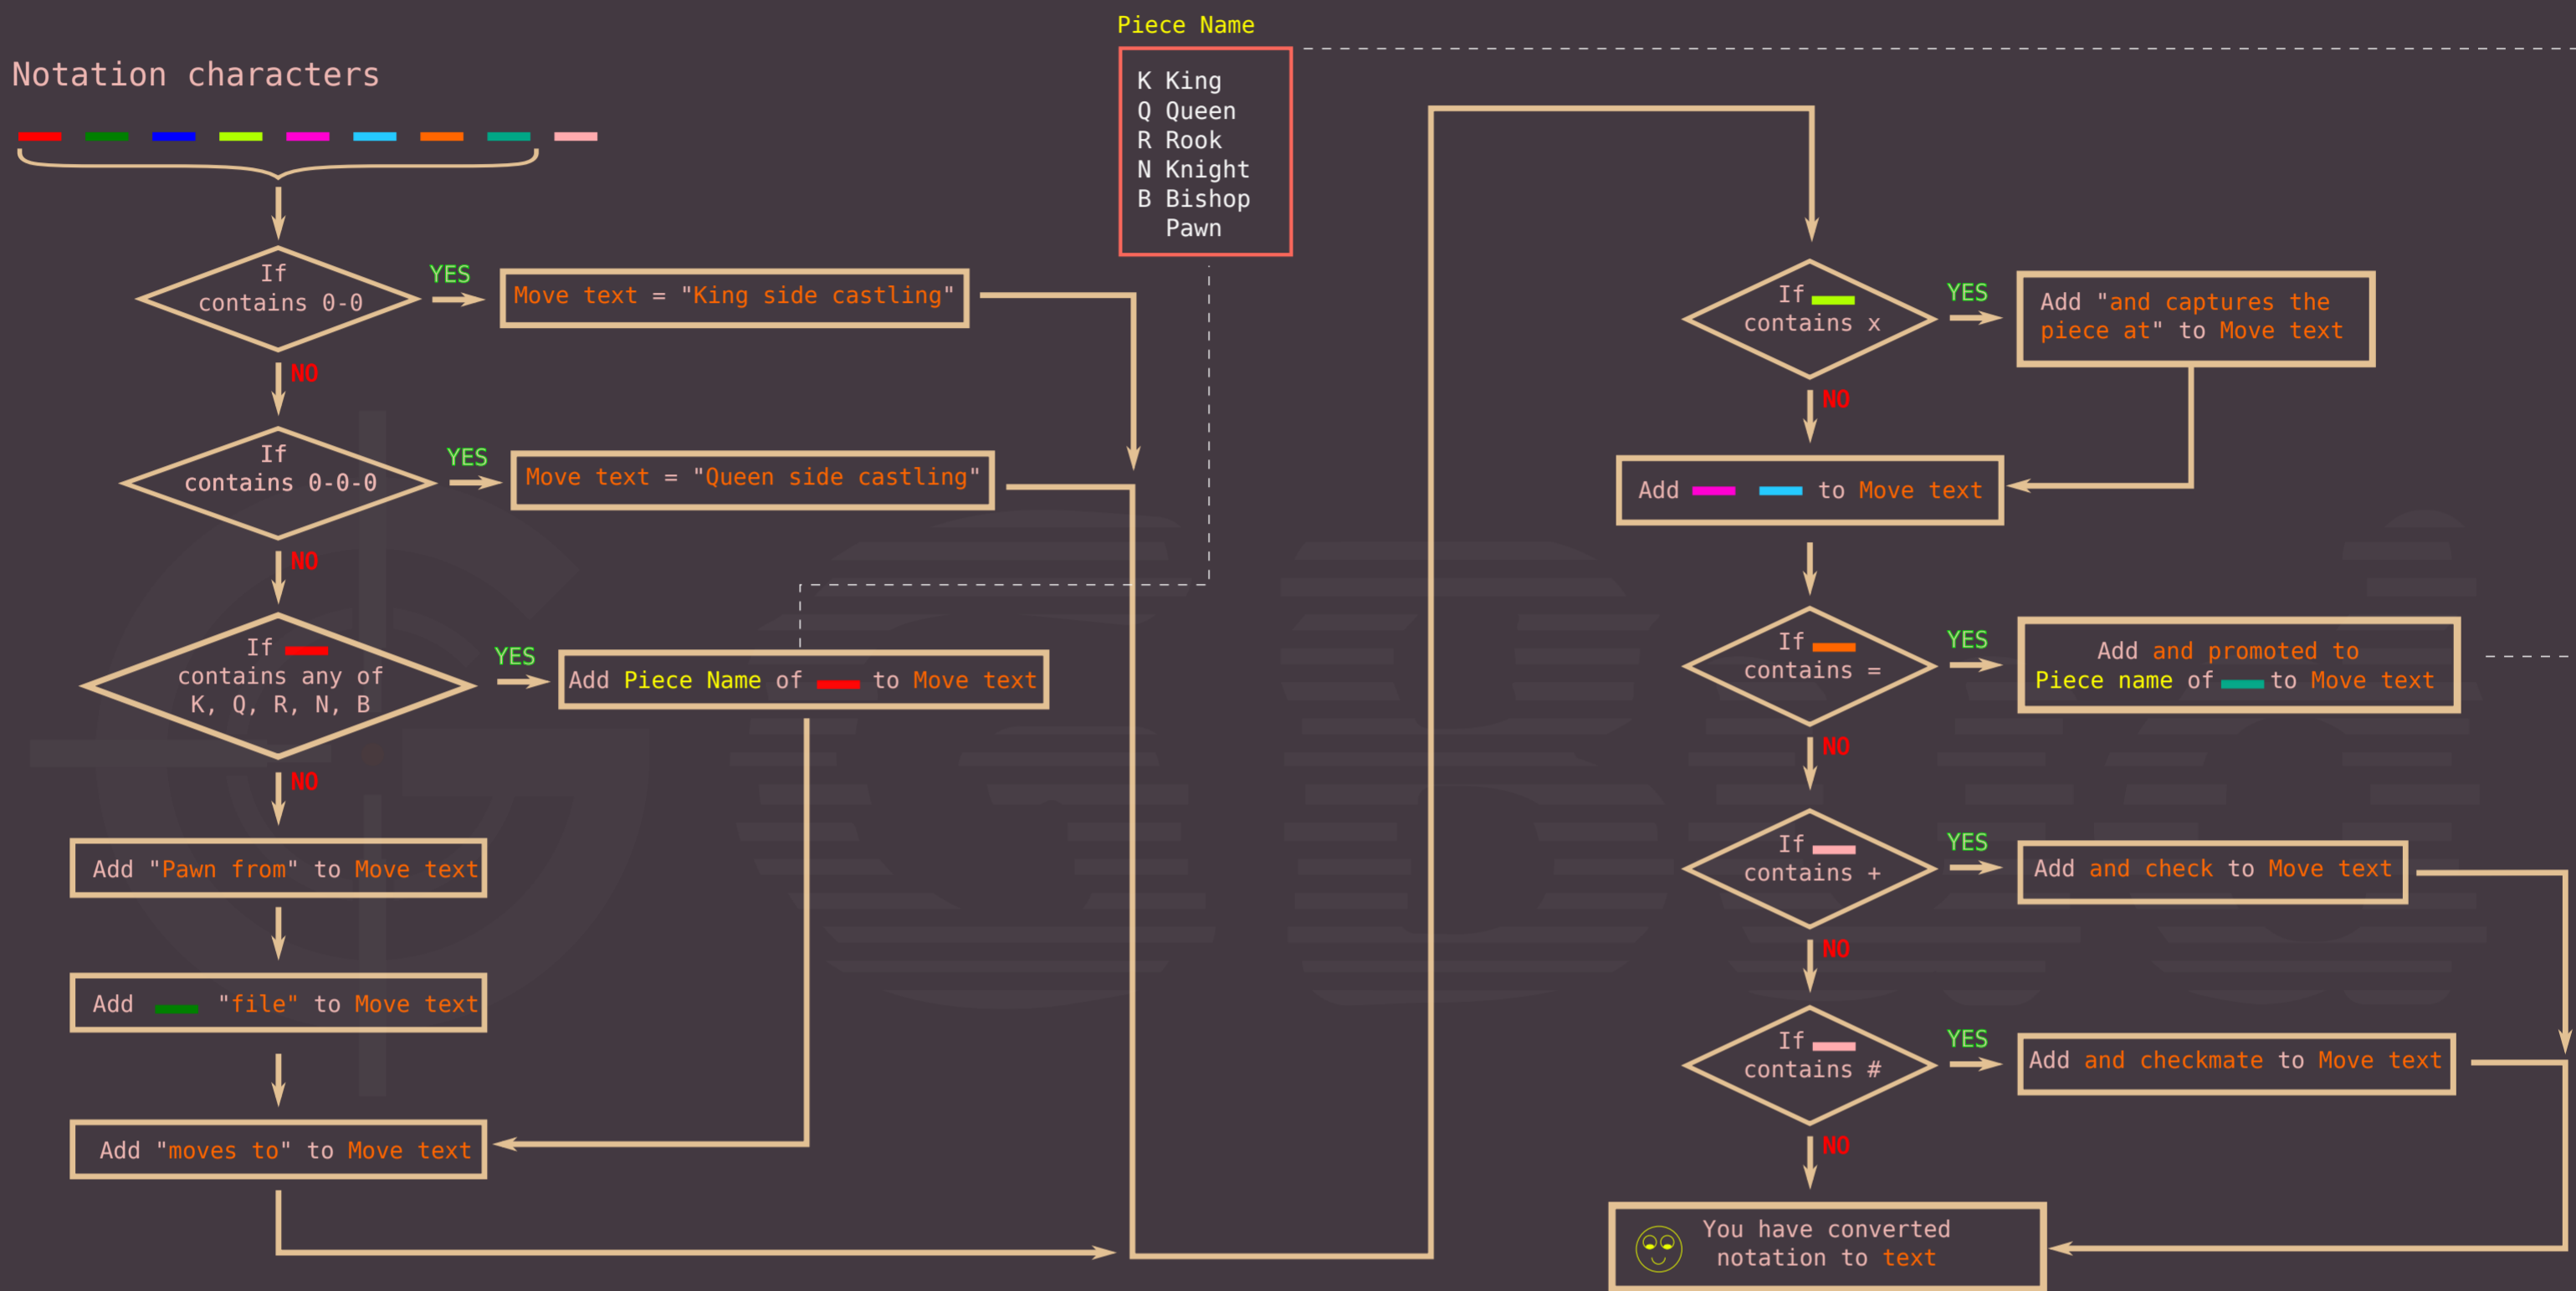 Piece Name
K King
Q Queen
R Rook
N Knight
B Bishop
Pawn
Notation characters
If
contains 0-0
YES
Move text = "King side castling"
NO
If
contains 0-0-0
YES
Move text = "Queen side castling"
NO
If
contains any of
K, Q, R, N, B
YES
Add Piece Name of to Move text
NO
Add "Pawn from" to Move text
Add "file" to Move text
Add "moves to" to Move text
If
contains x
YES
Add "and captures the
piece at" to Move text
NO
Add to Move text
If
contains =
YES
Add and promoted to
Piece name of to Move text
NO
If
contains +
YES
Add and check to Move text
NO
If
contains #
YES
Add and checkmate to Move text
NO
You have converted
notation to text